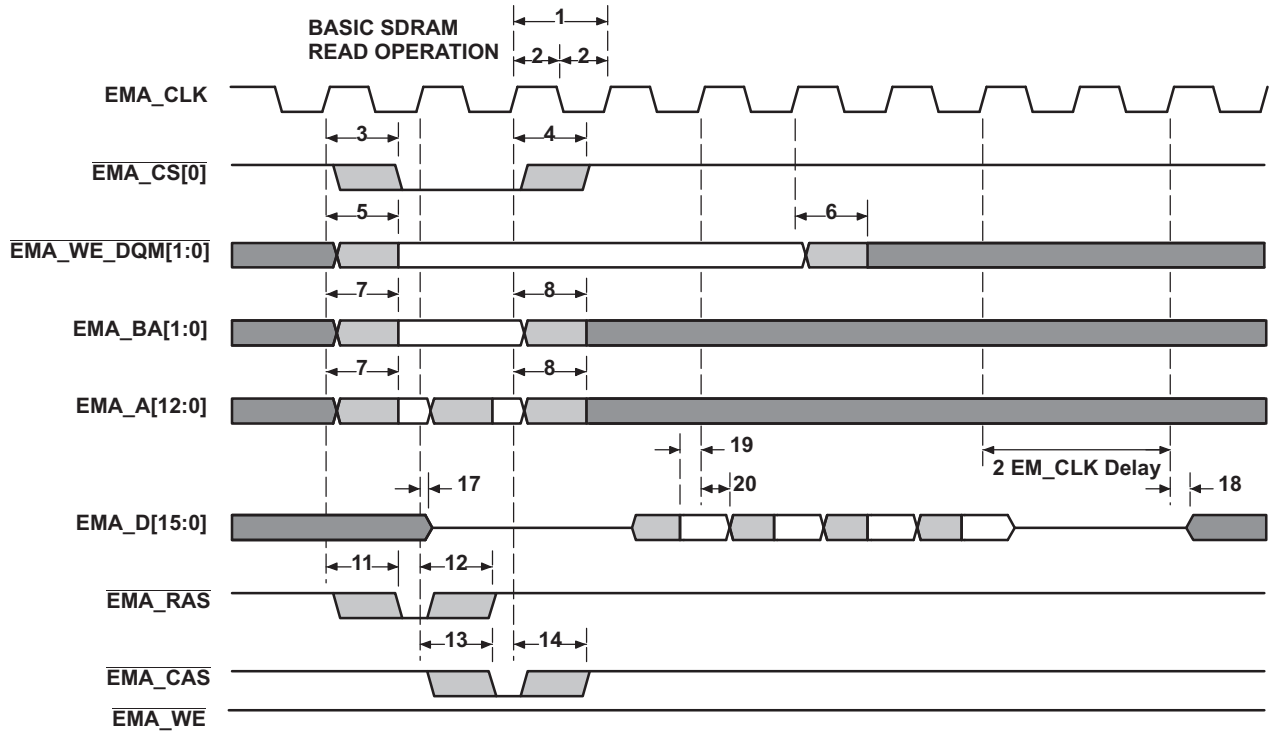 BASIC SDRAM
READ OPERATION
1
2 2
EMA_CLK
3 4
EMA_CS[0]
5 6
EMA_WE_DQM[1:0]
7 8
EMA_BA[1:0]
7 8
EMA_A[12:0]
19
2 EM_CLK Delay
17 20 18
EMA_D[15:0]
11 12
EMA_RAS
13 14
EMA_CAS
EMA_WE